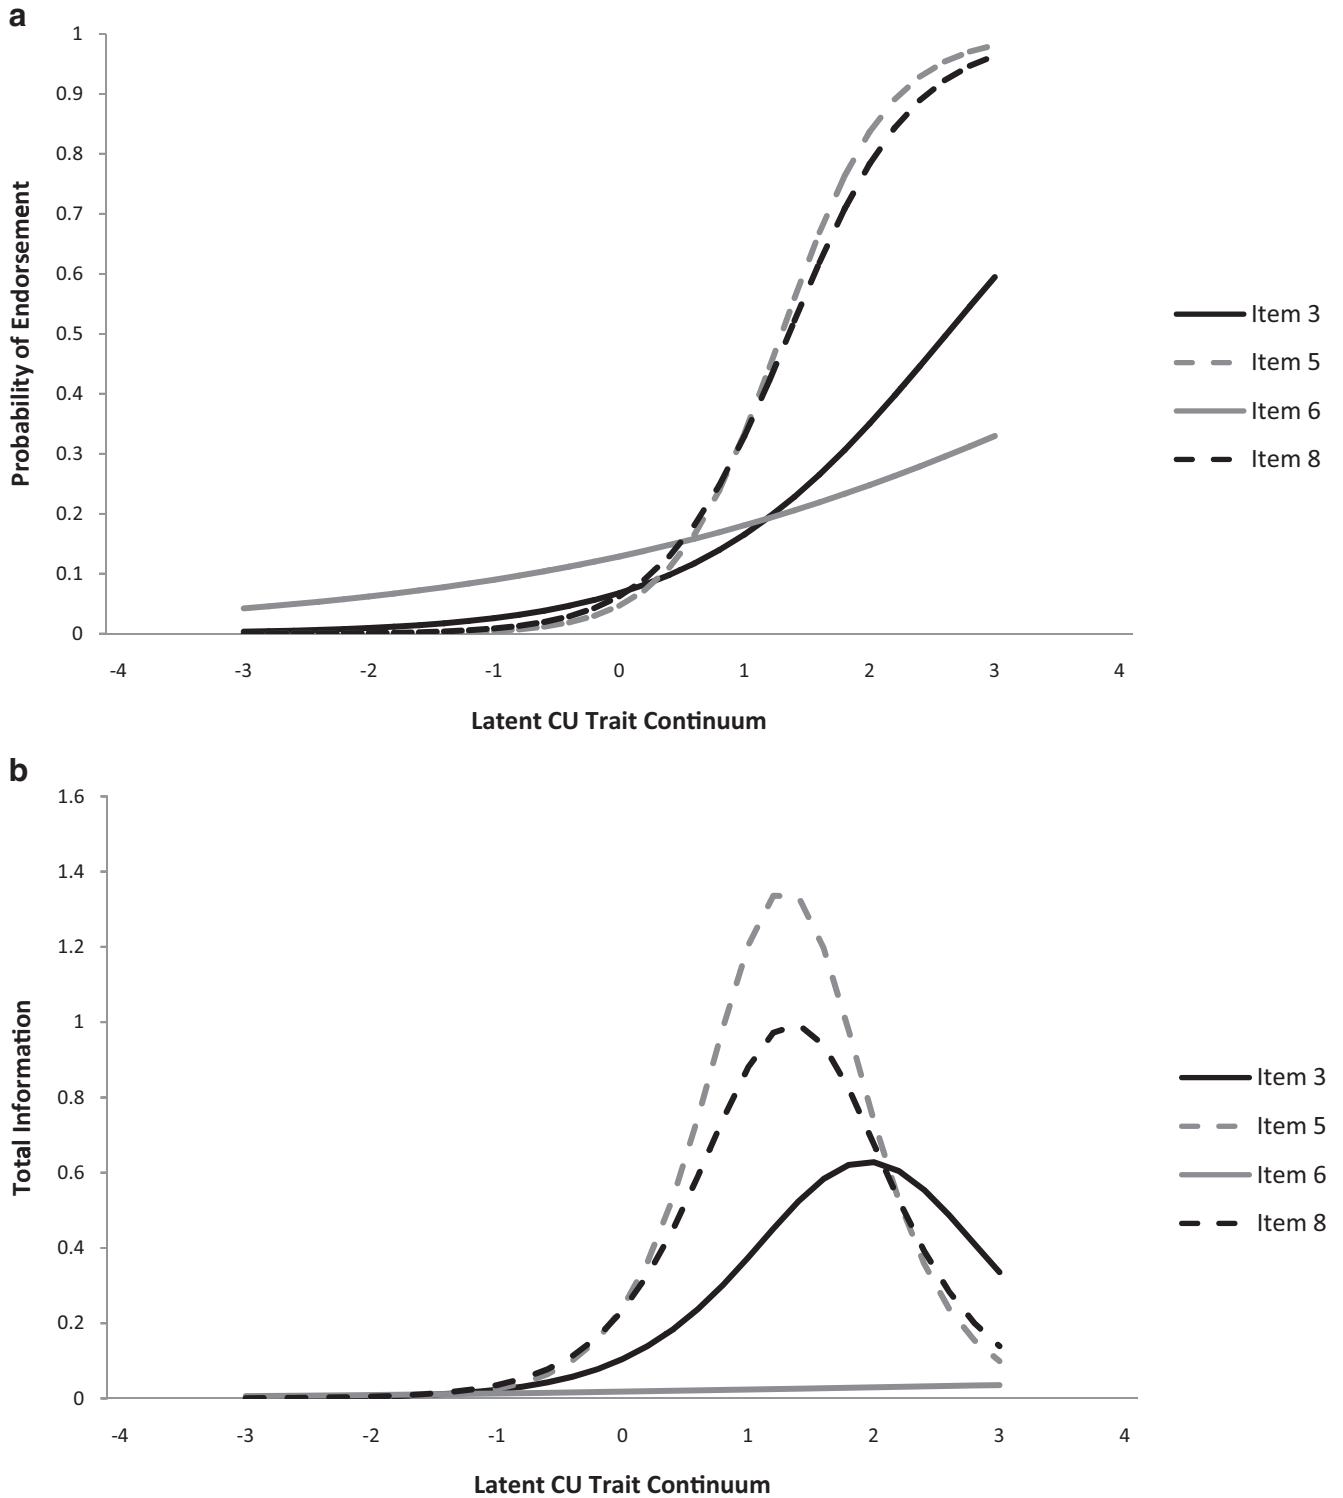 a
1
0.9
0.8
0.7
0.6
0.5
0.4
0.3
0.2
0.1
0
Probability of Endorsement
-4 -3 -2 -1 0 1 2 3 4
Latent CU Trait Continuum
Item 3
Item 5
Item 6
Item 8
b
1.6
1.4
1.2
1
0.8
0.6
0.4
0.2
0
Total Information
-4 -3 -2 -1 0 1 2 3 4
Latent CU Trait Continuum
Item 3
Item 5
Item 6
Item 8